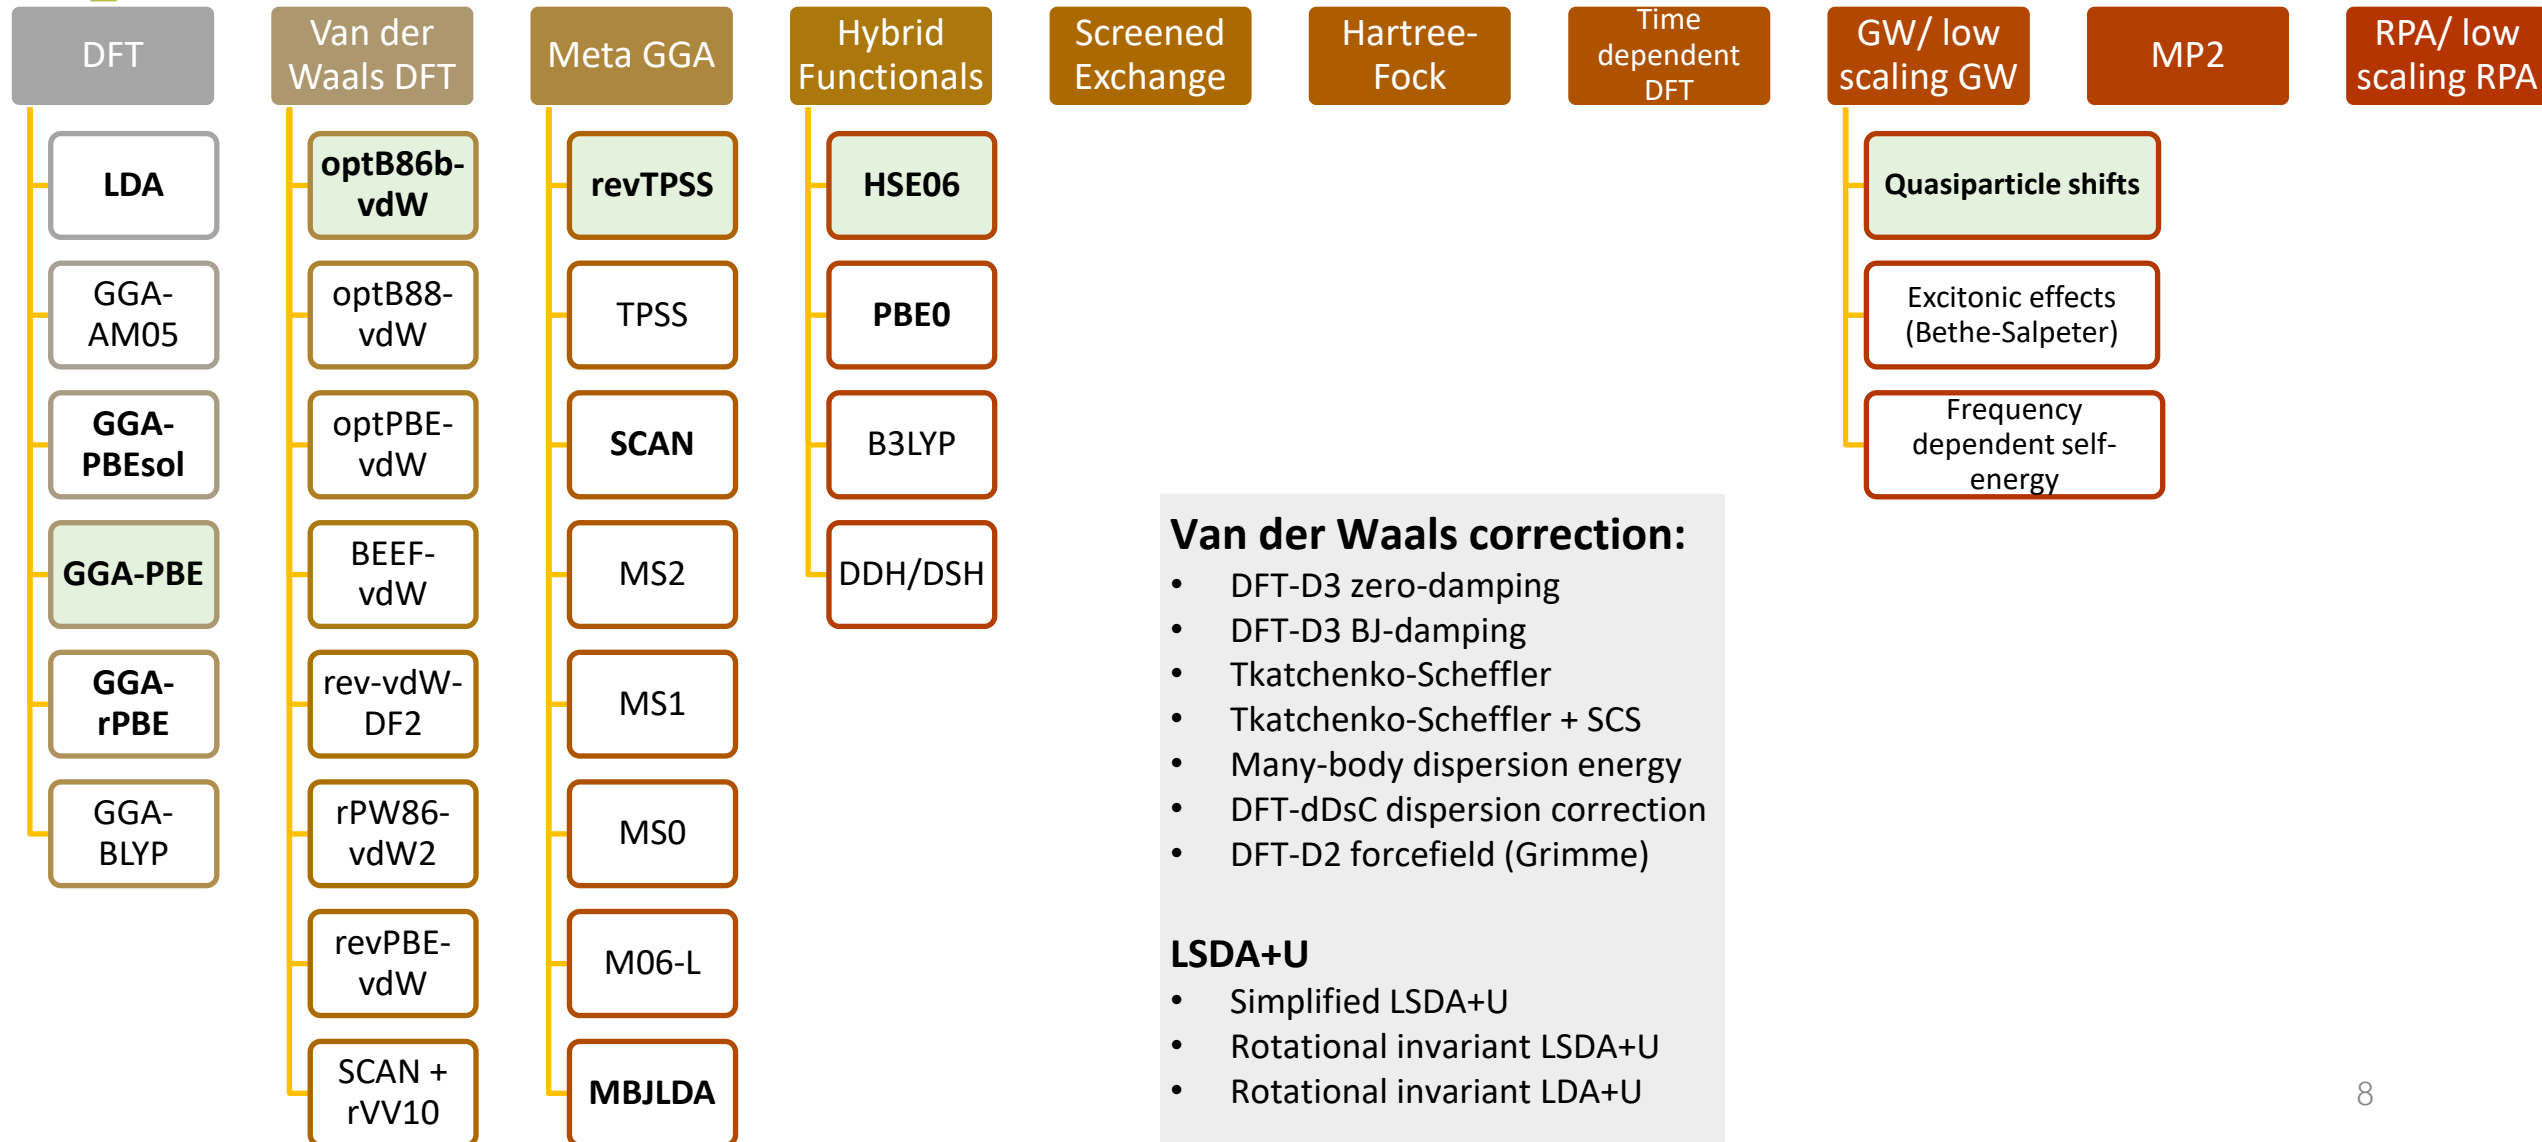 DFT
Van der
Waals DFT
Meta GGA
Hybrid
Functionals
Screened
Exchange
Hartree-
Fock
Time
dependent
DFT
GW/ low
scaling GW
MP2
RPA/ low
scaling RPA
LDA
GGA-
AM05
GGA-
PBEsol
GGA-PBE
GGA-
rPBE
GGA-
BLYP
optB86b-
vdW
optB88-
vdW
optPBE-
vdW
BEEF-
vdW
rev-vdW-
DF2
rPW86-
vdW2
revPBE-
vdW
SCAN +
rVV10
revTPSS
TPSS
SCAN
MS2
MS1
MS0
M06-L
MBJLDA
HSE06
PBE0
B3LYP
DDH/DSH
Quasiparticle shifts
Excitonic effects
(Bethe-Salpeter)
Frequency
dependent self-
energy
Van der Waals correction:
• DFT-D3 zero-damping
• DFT-D3 BJ-damping
• Tkatchenko-Scheffler
• Tkatchenko-Scheffler + SCS
• Many-body dispersion energy
• DFT-dDsC dispersion correction
• DFT-D2 forcefield (Grimme)
LSDA+U
• Simplified LSDA+U
• Rotational invariant LSDA+U
• Rotational invariant LDA+U
8